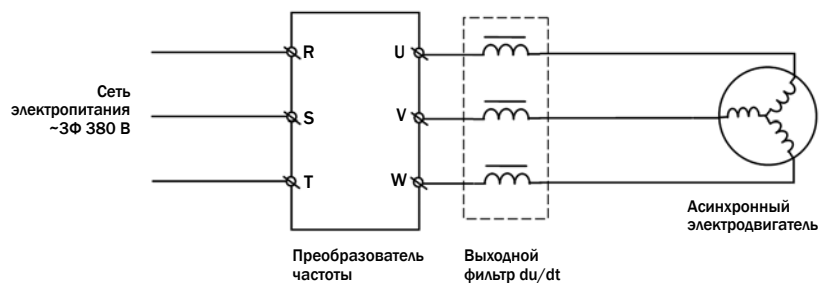 Сеть
электропитания
~3Ф 380 В
R
S
T
U
V
W
Преобразователь
частоты
Выходной
фильтр du/dt
Асинхронный
электродвигатель